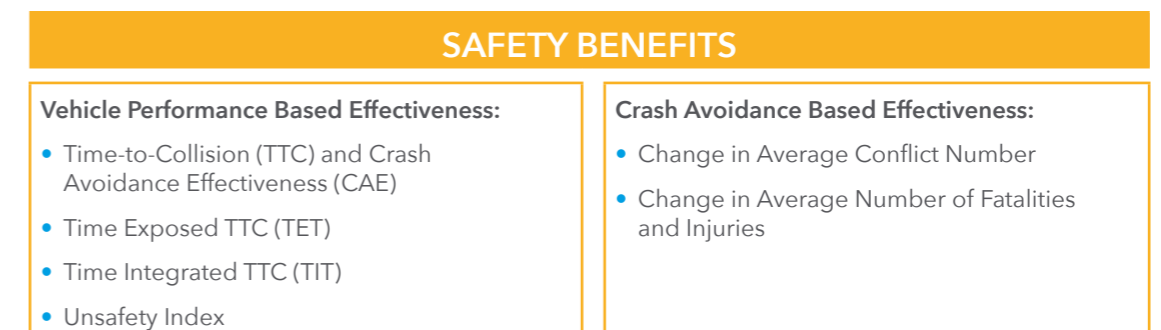 SAFETY BENEFITS
Vehicle Performance Based Effectiveness:
• Time-to-Collision (TTC) and Crash
Avoidance Effectiveness (CAE)
• Time Exposed TTC (TET)
• Time Integrated TTC (TIT)
• Unsafety Index
Crash Avoidance Based Effectiveness:
• Change in Average Conflict Number
• Change in Average Number of Fatalities
and Injuries